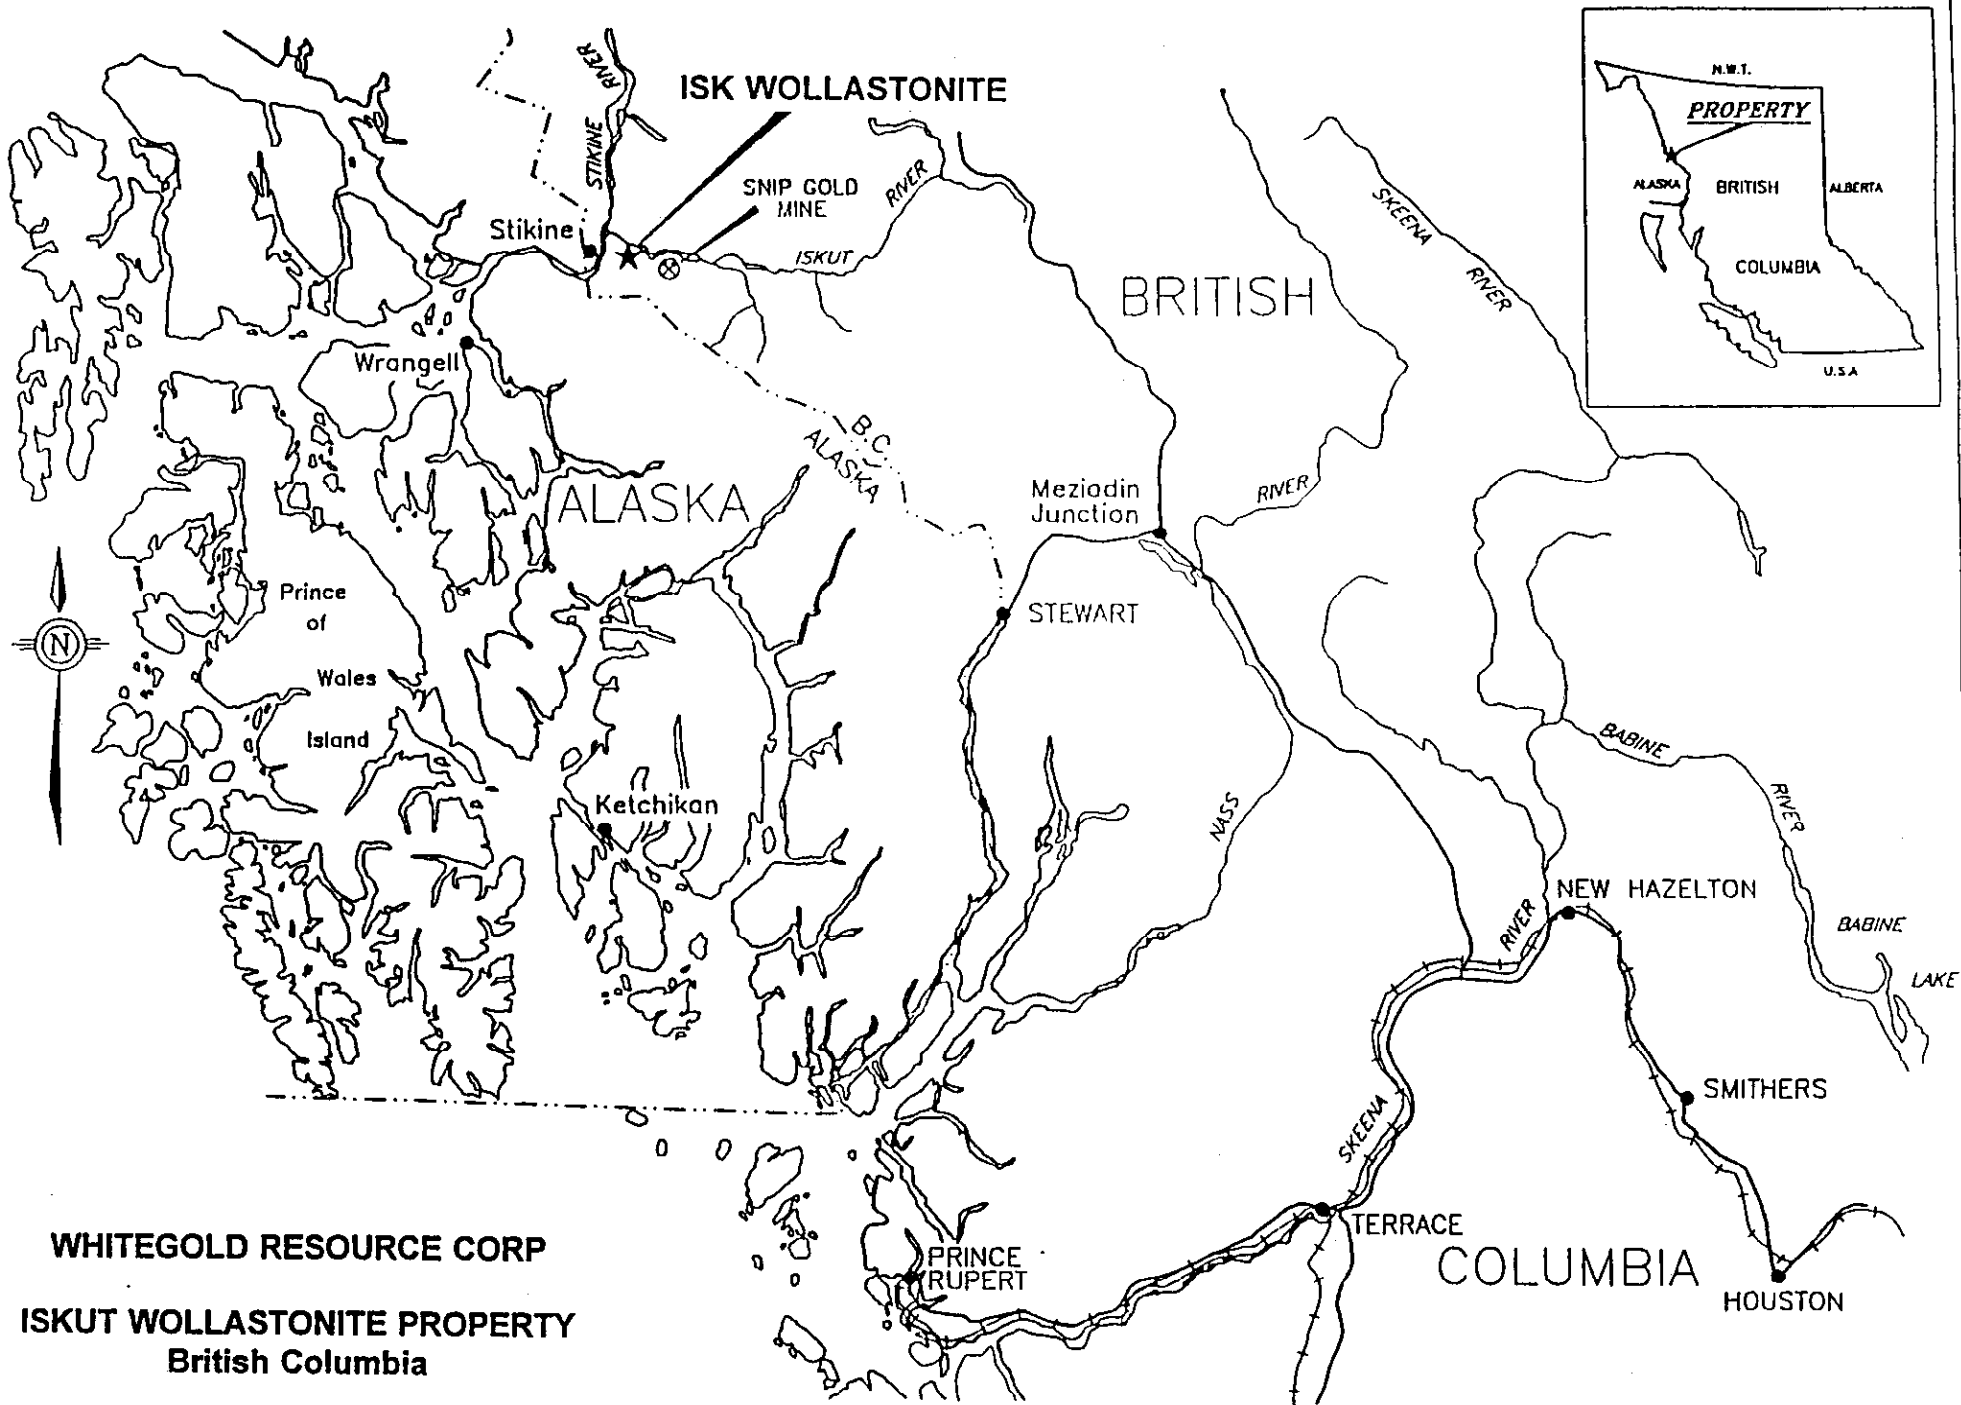 N.W.T.
PROPERTY
ALASKA
BRITISH
ALBERTA
COLUMBIA
U.S.A
RIVER
STIKINE
ISK WOLLASTONITE
SNIP GOLD
MINE
RIVER
ISKUT
Stikine
SKEENA
RIVER
BRITISH
Wrangell
B.C.
ALASKA
ALASKA
Meziadin
Junction
RIVER
STEWART
N
Prince
of
Wales
Island
Ketchikan
NASS
BABINE
RIVER
NEW HAZELTON
RIVER
BABINE
LAKE
SKEENA
SMITHERS
TERRACE
COLUMBIA
HOUSTON
PRINCE
RUPERT
WHITEGOLD RESOURCE CORP
ISKUT WOLLASTONITE PROPERTY
British Columbia